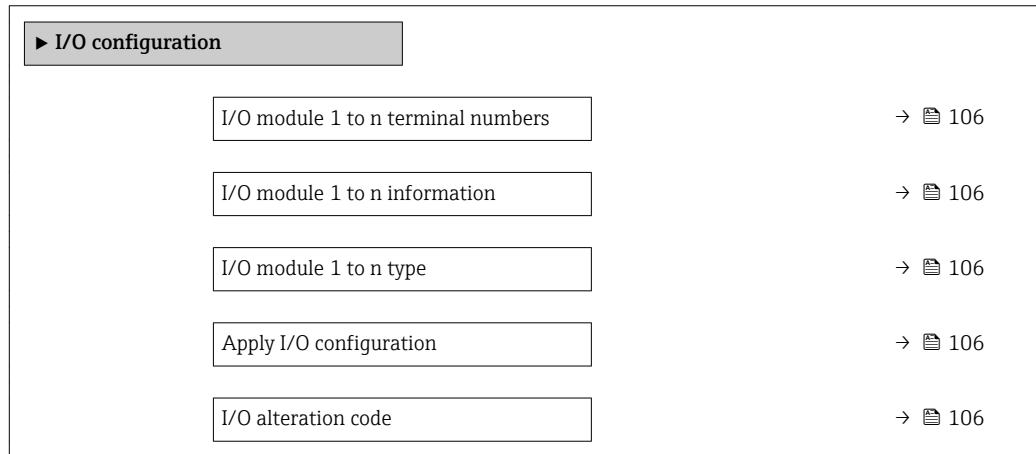 ▶ I/O configuration
I/O module 1 to n terminal numbers → 106
I/O module 1 to n information → 106
I/O module 1 to n type → 106
Apply I/O configuration → 106
I/O alteration code → 106